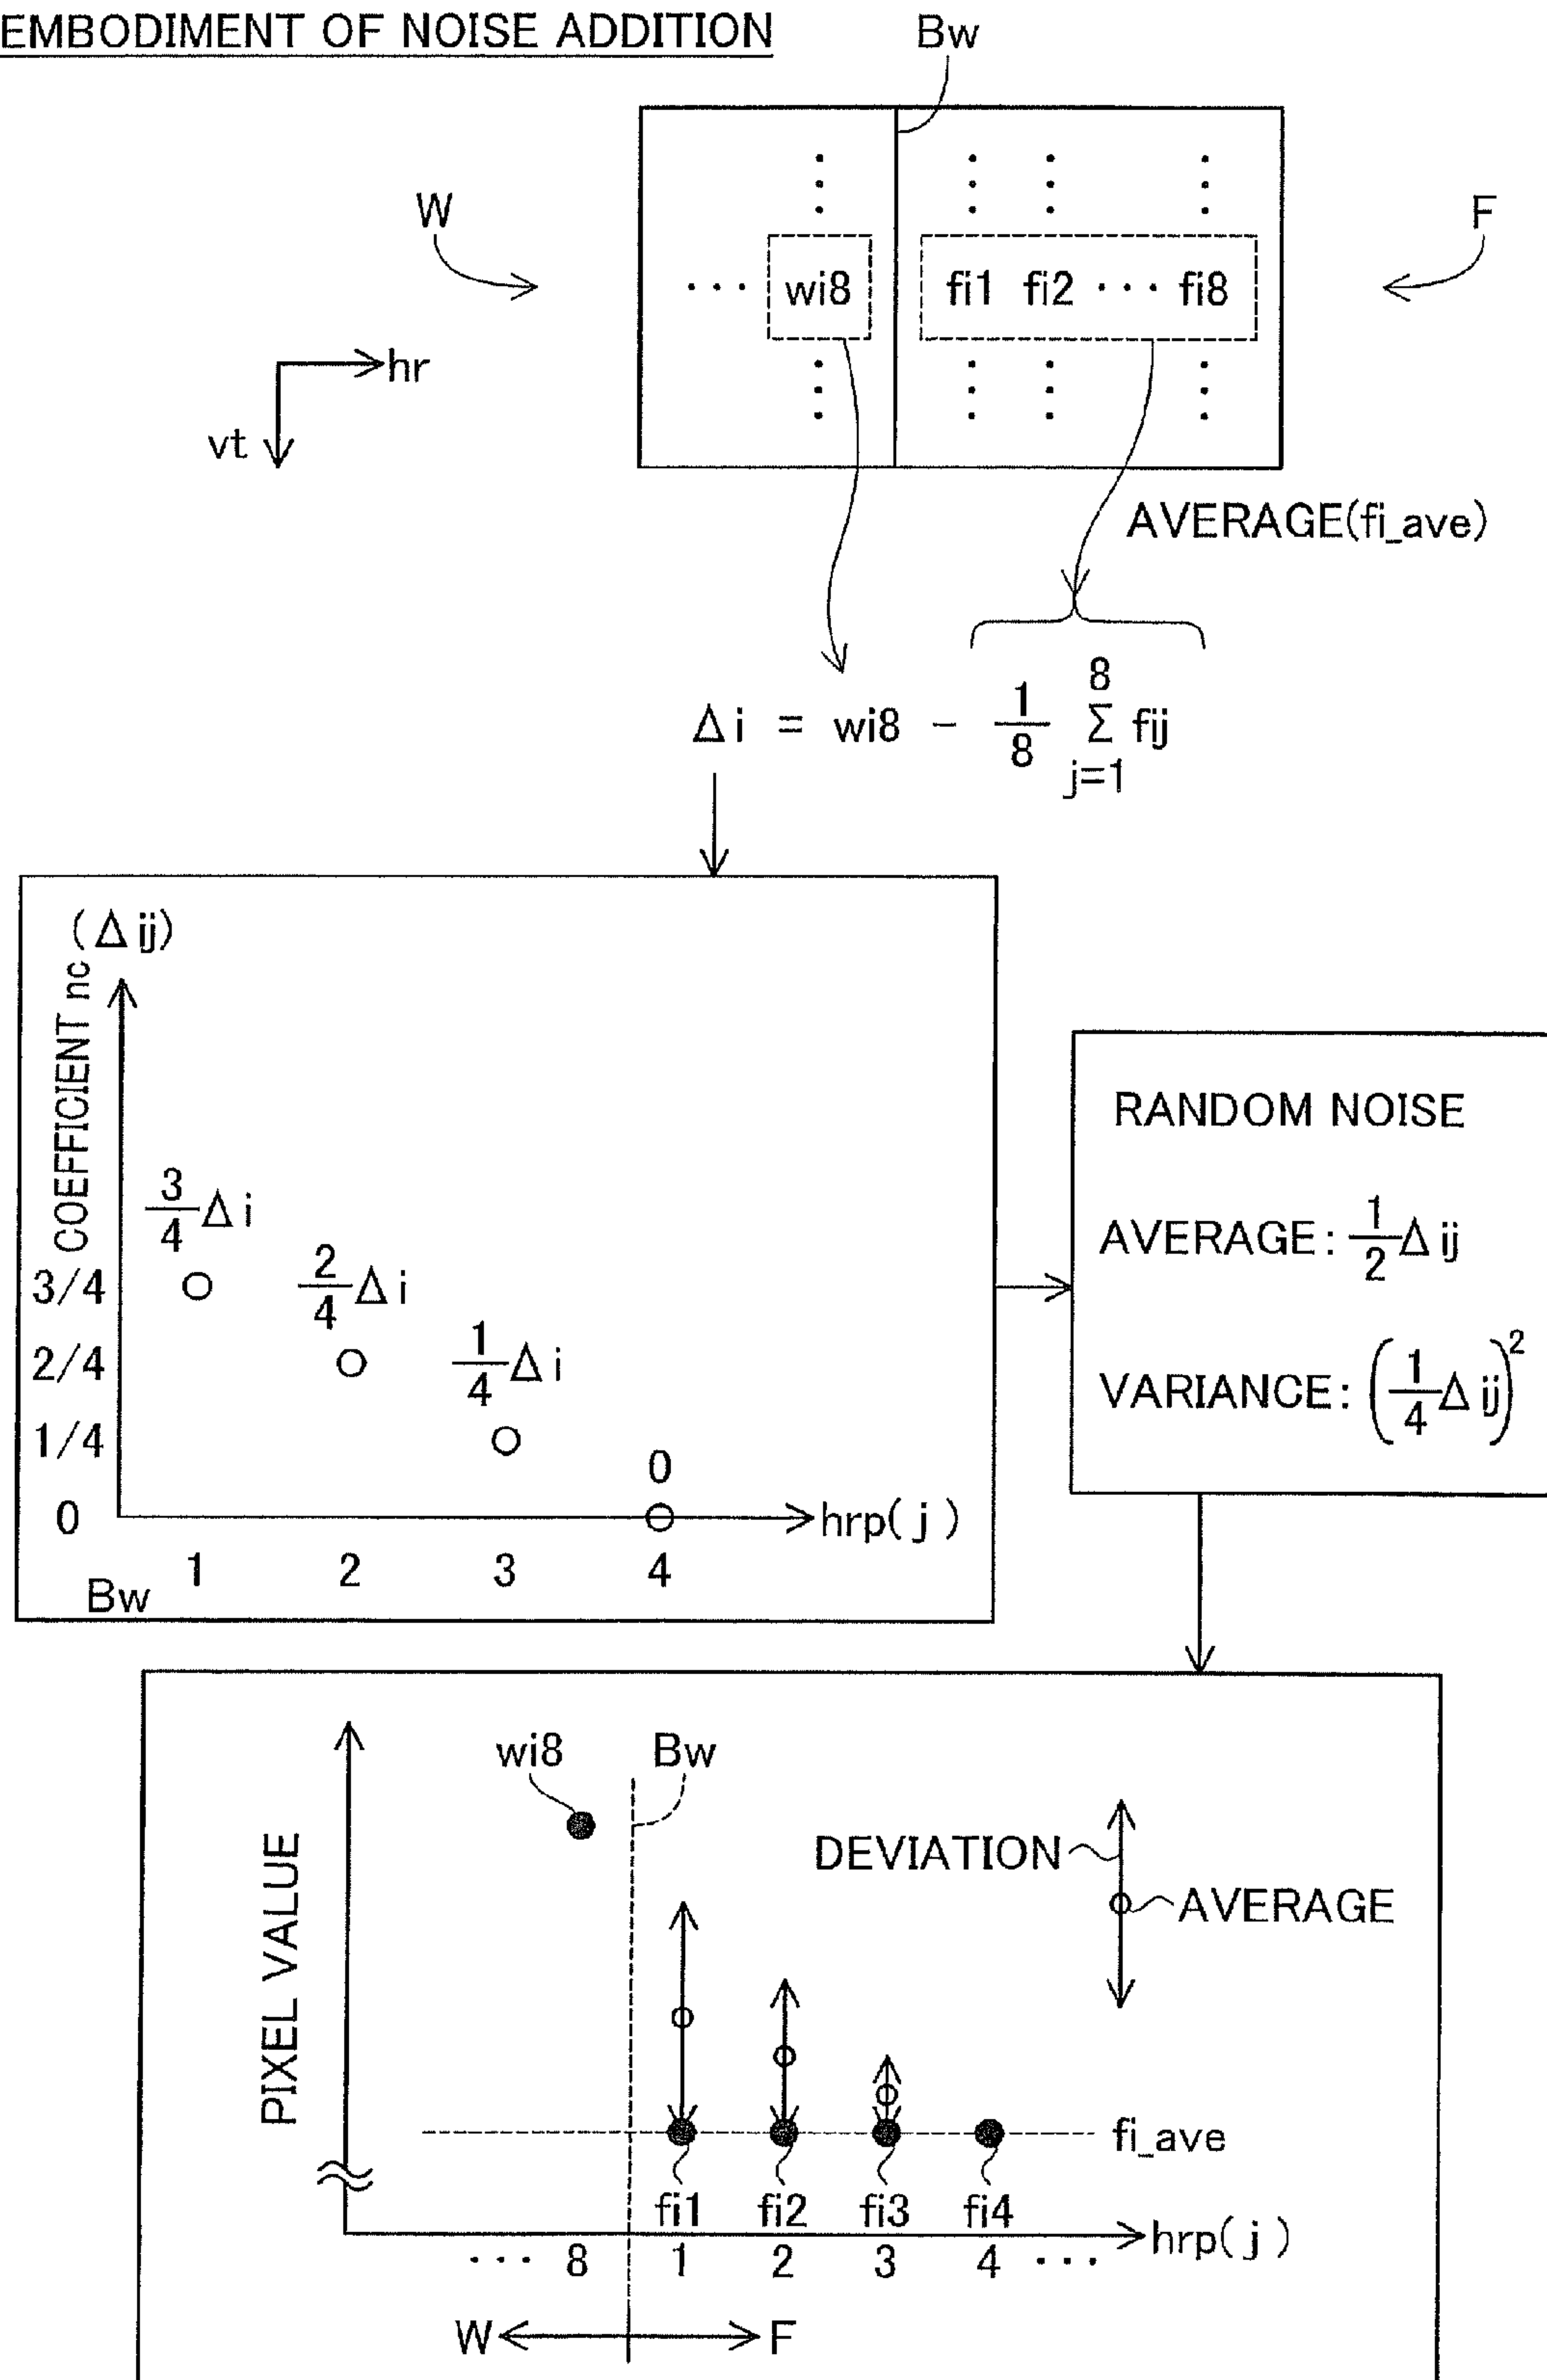 EMBODIMENT OF NOISE ADDITION
Bw
W
F
··· wi8 fi1 fi2 ··· fi8
hr
vt
AVERAGE(fi_ave)
Δi = wi8 - 1/8 8 Σ j=1 fij
(Δij)
COEFFICIENT nc
3/4 Δi
2/4 Δi
1/4 Δi
0
3/4
2/4
1/4
0
hrp(j)
Bw 1 2 3 4
RANDOM NOISE
AVERAGE: 1/2 Δij
VARIANCE: (1/4 Δij)²
PIXEL VALUE
wi8
Bw
DEVIATION
AVERAGE
fi_ave
fi1 fi2 fi3 fi4
hrp(j)
··· 8 1 2 3 4 ···
W F